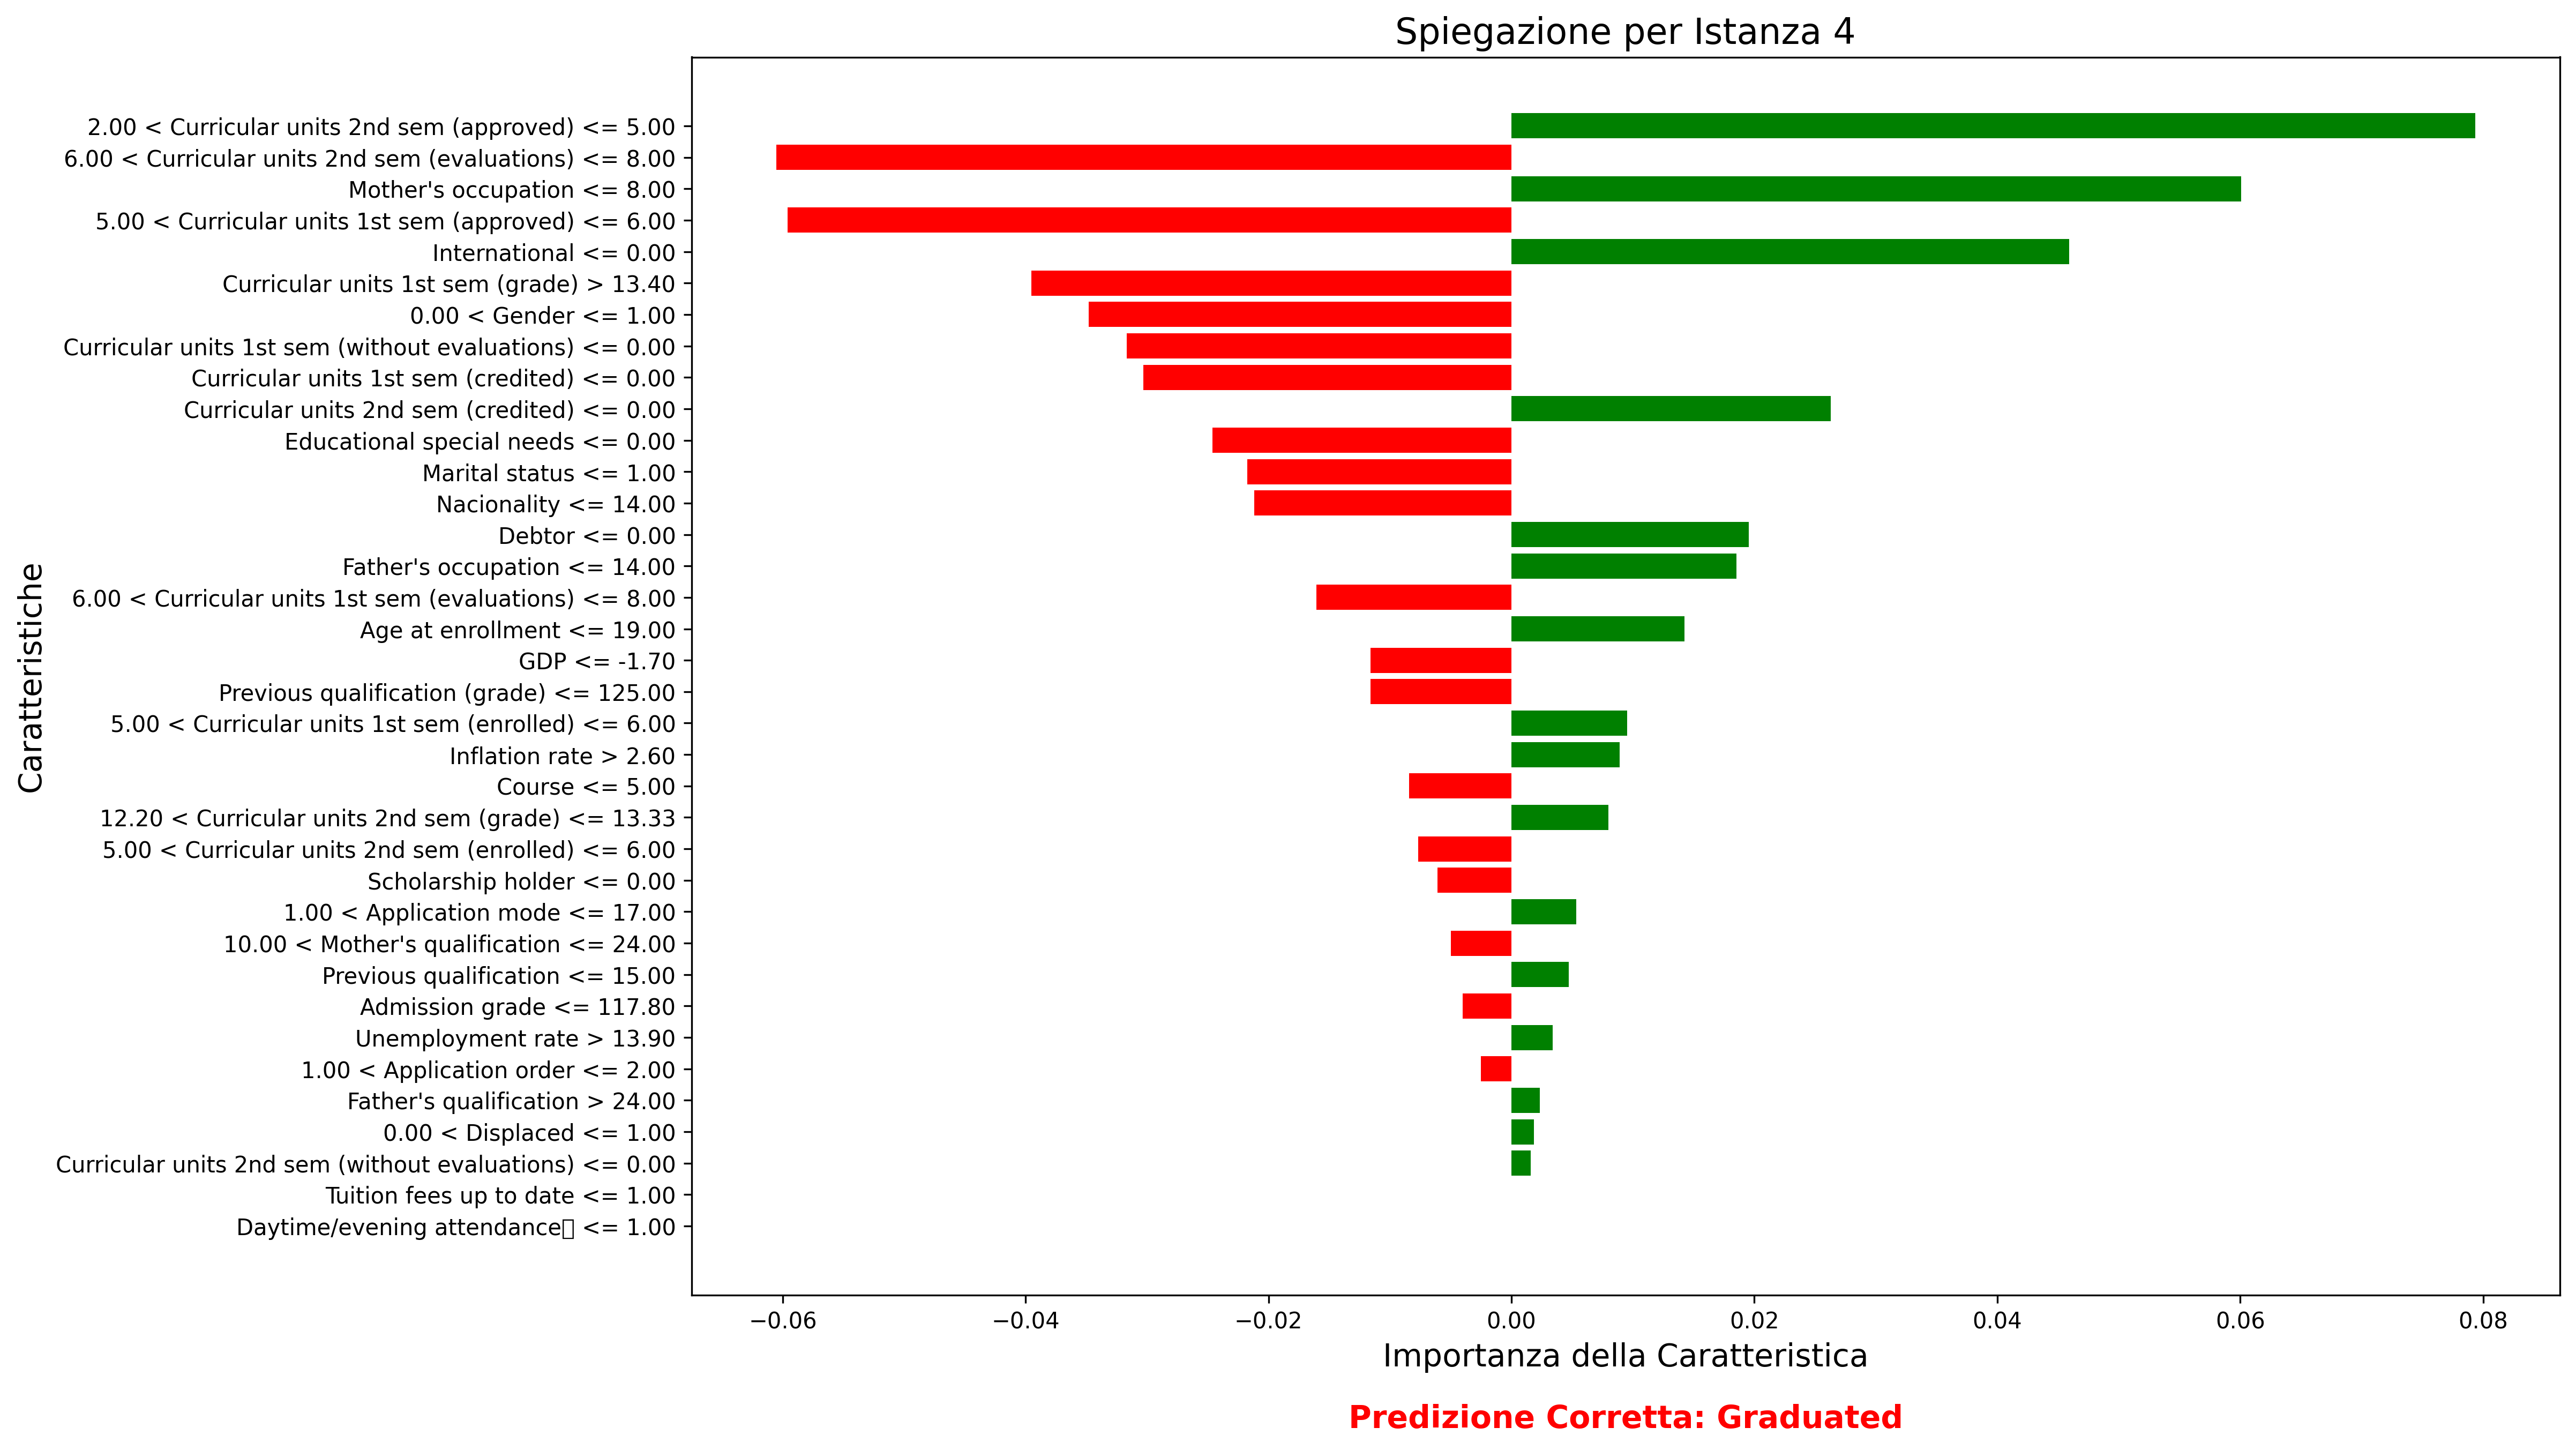 Spiegazione per Istanza 4
2.00 < Curricular units 2nd sem (approved) <= 5.00
6.00 < Curricular units 2nd sem (evaluations) <= 8.00
Mother's occupation <= 8.00
5.00 < Curricular units 1st sem (approved) <= 6.00
International <= 0.00
Curricular units 1st sem (grade) > 13.40
0.00 < Gender <= 1.00
Curricular units 1st sem (without evaluations) <= 0.00
Curricular units 1st sem (credited) <= 0.00
Curricular units 2nd sem (credited) <= 0.00
Educational special needs <= 0.00
Marital status <= 1.00
Nacionality <= 14.00
Debtor <= 0.00
Father's occupation <= 14.00
6.00 < Curricular units 1st sem (evaluations) <= 8.00
Age at enrollment <= 19.00
GDP <= -1.70
Previous qualification (grade) <= 125.00
5.00 < Curricular units 1st sem (enrolled) <= 6.00
Inflation rate > 2.60
Course <= 5.00
12.20 < Curricular units 2nd sem (grade) <= 13.33
5.00 < Curricular units 2nd sem (enrolled) <= 6.00
Scholarship holder <= 0.00
1.00 < Application mode <= 17.00
10.00 < Mother's qualification <= 24.00
Previous qualification <= 15.00
Admission grade <= 117.80
Unemployment rate > 13.90
1.00 < Application order <= 2.00
Father's qualification > 24.00
0.00 < Displaced <= 1.00
Curricular units 2nd sem (without evaluations) <= 0.00
Tuition fees up to date <= 1.00
Daytime/evening attendance▯ <= 1.00
Caratteristiche
−0.06 −0.04 −0.02 0.00 0.02 0.04 0.06 0.08
Importanza della Caratteristica
Predizione Corretta: Graduated